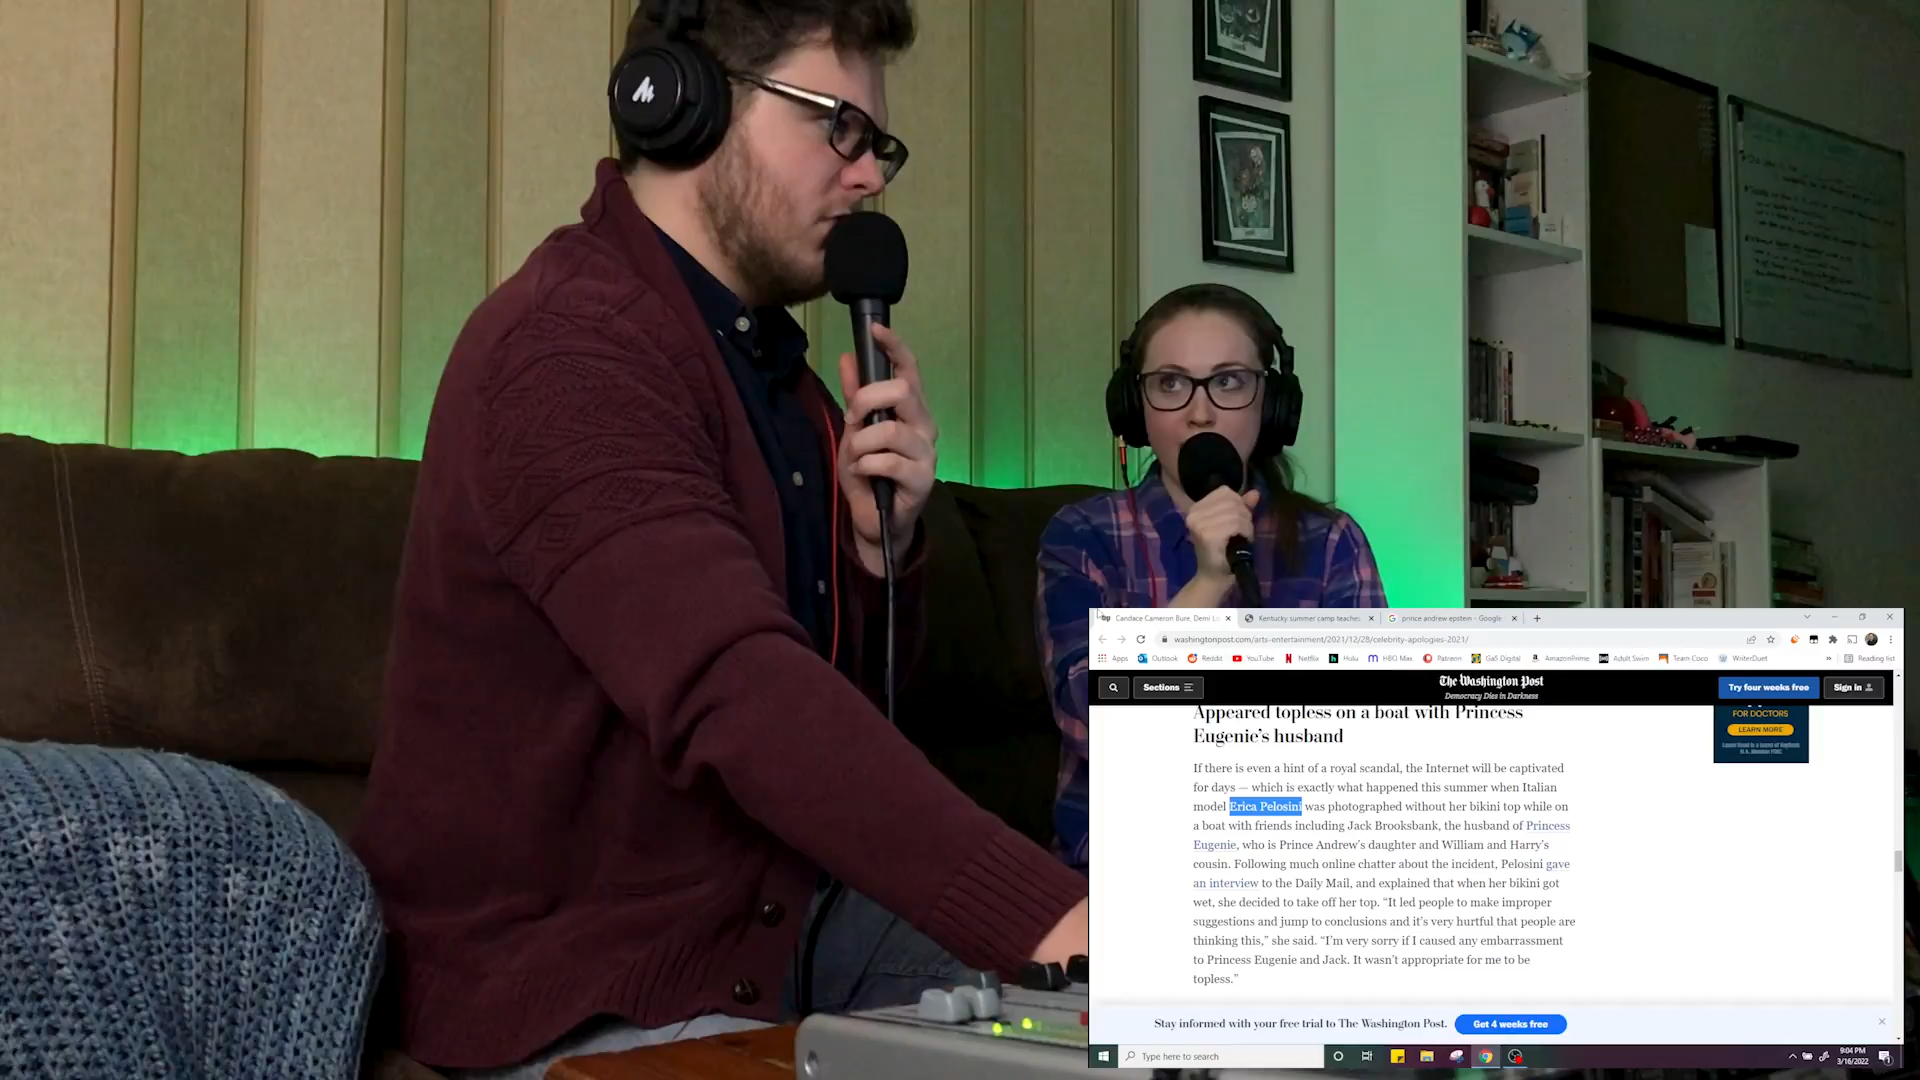 Candace Cameron Bure, Demi Lo
Kentucky summer camp teaches
prince andrew epstein - Google
washingtonpost.com/arts-entertainment/2021/12/28/celebrity-apologies-2021/
Apps Outlook Reddit YouTube Netflix Hulu HBO Max Patreon GaS Digital AmazonPrime Adult Swim Team Coco WriterDuet » Reading list
Sections
The Washington Post
Democracy Dies in Darkness
Try four weeks free
Sign In
Appeared topless on a boat with Princess
Eugenie's husband
If there is even a hint of a royal scandal, the Internet will be captivated
for days — which is exactly what happened this summer when Italian
model Erica Pelosini was photographed without her bikini top while on
a boat with friends including Jack Brooksbank, the husband of Princess
Eugenie, who is Prince Andrew's daughter and William and Harry's
cousin. Following much online chatter about the incident, Pelosini gave
an interview to the Daily Mail, and explained that when her bikini got
wet, she decided to take off her top. “It led people to make improper
suggestions and jump to conclusions and it's very hurtful that people are
thinking this,” she said. “I'm very sorry if I caused any embarrassment
to Princess Eugenie and Jack. It wasn't appropriate for me to be
topless.”
FOR DOCTORS
LEARN MORE
Stay informed with your free trial to The Washington Post.
Get 4 weeks free
Type here to search
9:04 PM
3/16/2022